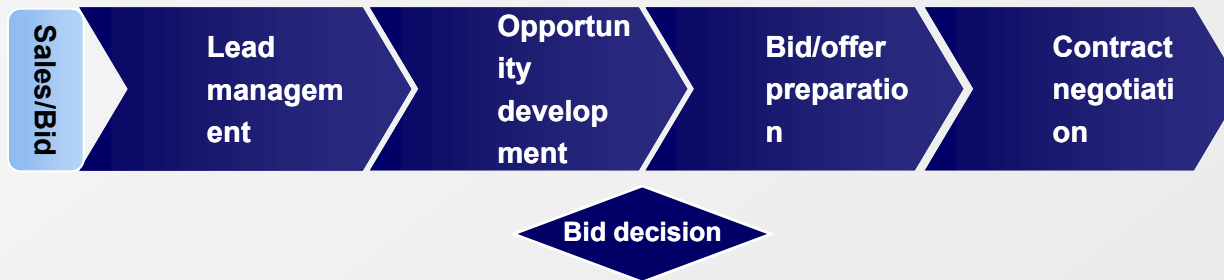 Sales/Bid
Lead
managem
ent
Opportun
ity
develop
ment
Bid/offer
preparatio
n
Contract
negotiati
on
Bid decision